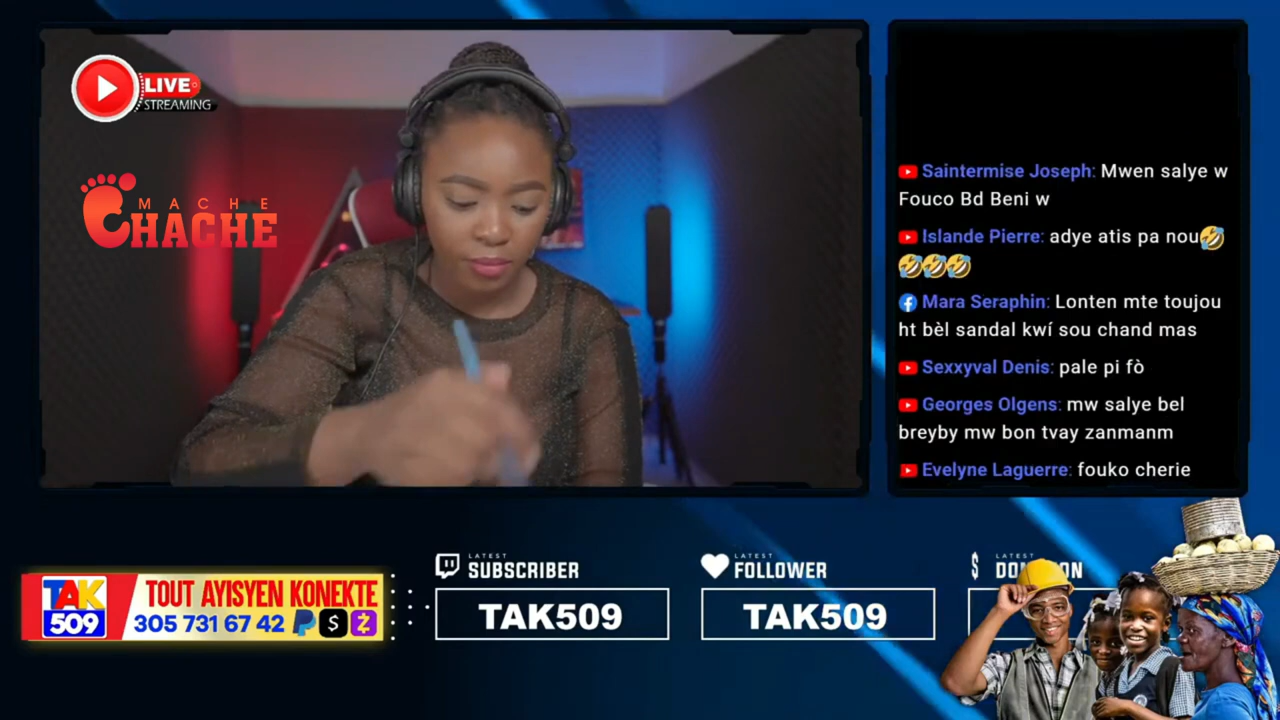 LIVE
STREAMING
MACHE
CHACHE
Saintermise Joseph: Mwen salye w
Fouco Bd Beni w
Islande Pierre: adye atis pa nou🤣
🤣🤣🤣
Mara Seraphin: Lonten mte toujou
ht bèl sandal kwí sou chand mas
Sexxyval Denis: pale pi fò
Georges Olgens: mw salye bel
breyby mw bon tvay zanmanm
Evelyne Laguerre: fouko cherie
TAK
509
TOUT AYISYEN KONEKTE
305 731 67 42
LATEST
SUBSCRIBER
TAK509
LATEST
FOLLOWER
TAK509
LATEST